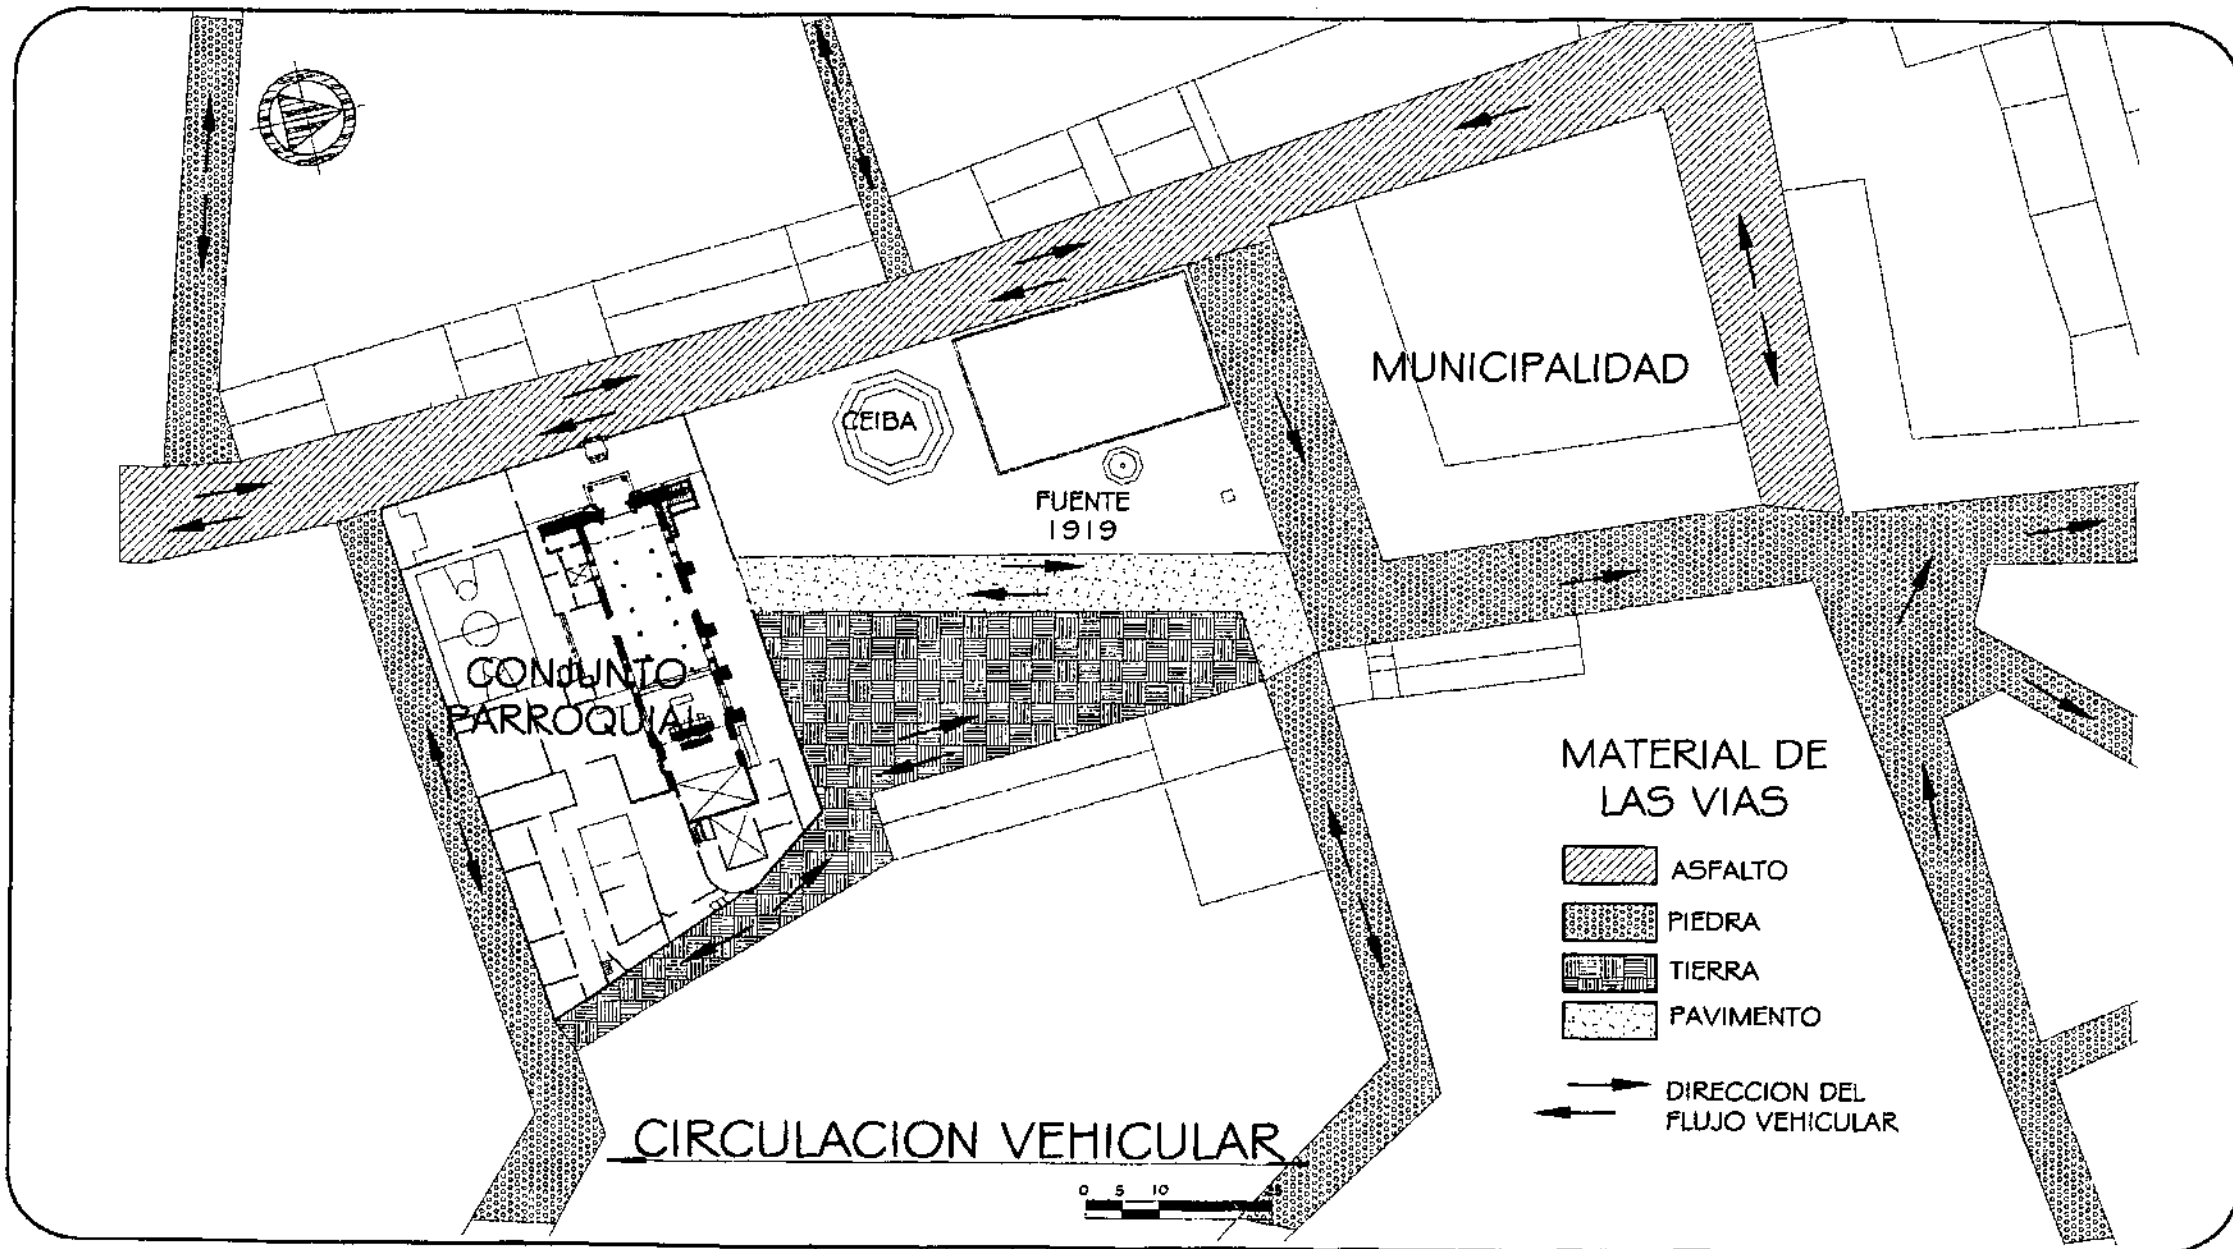 MUNICIPALIDAD
CEIBA
FUENTE
1919
CONJUNTO
PARROQUIAL
MATERIAL DE
LAS VIAS
ASFALTO
PIEDRA
TIERRA
PAVIMENTO
DIRECCION DEL
FLUJO VEHICULAR
CIRCULACION VEHICULAR
0 5 10